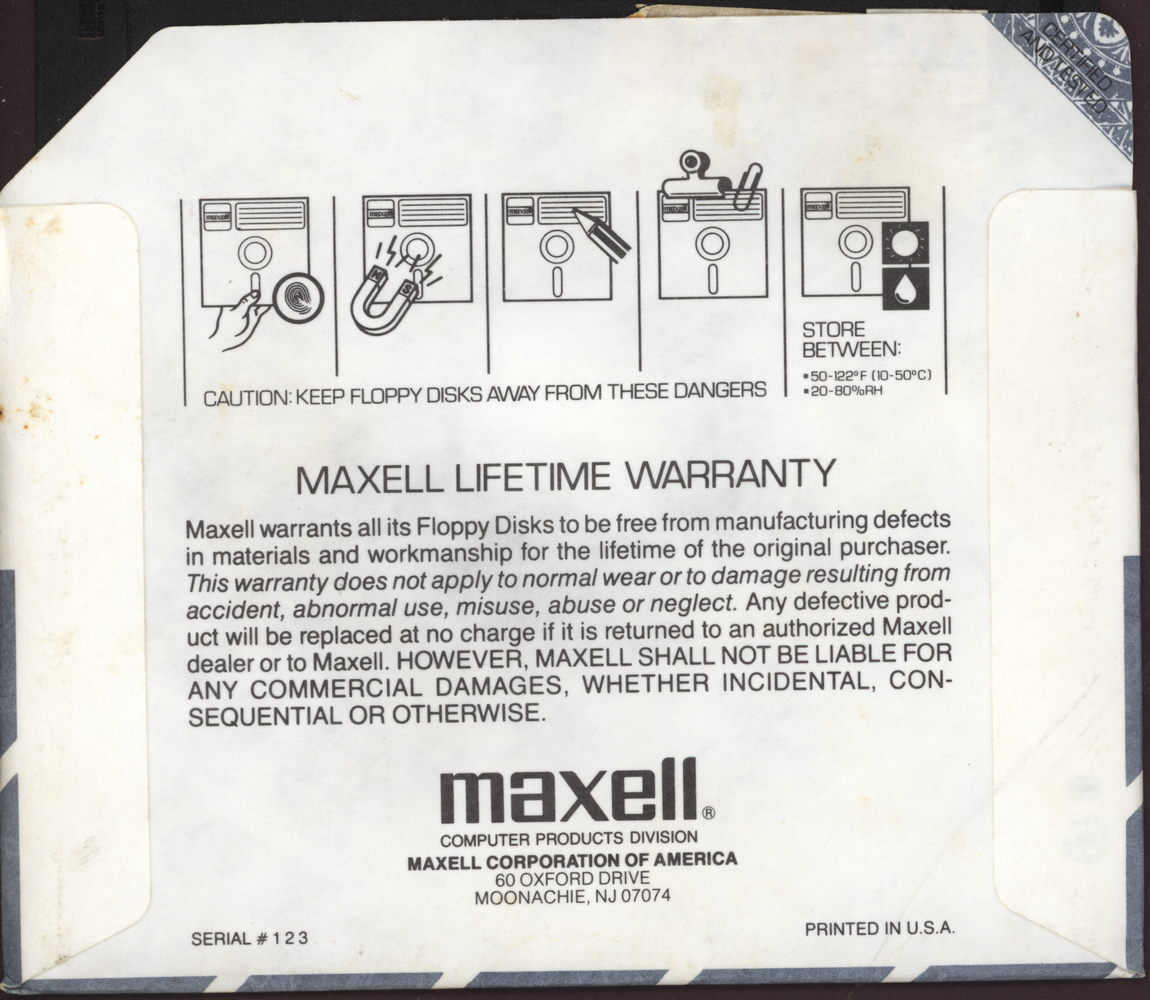 CERTIFIED
AND TESTED
maxell
maxell
maxell
maxell
maxell
N S
STORE
BETWEEN:
•50-122°F (10-50°C)
•20-80%RH
CAUTION: KEEP FLOPPY DISKS AWAY FROM THESE DANGERS
MAXELL LIFETIME WARRANTY
Maxell warrants all its Floppy Disks to be free from manufacturing defects
in materials and workmanship for the lifetime of the original purchaser.
This warranty does not apply to normal wear or to damage resulting from
accident, abnormal use, misuse, abuse or neglect. Any defective prod-
uct will be replaced at no charge if it is returned to an authorized Maxell
dealer or to Maxell. HOWEVER, MAXELL SHALL NOT BE LIABLE FOR
ANY COMMERCIAL DAMAGES, WHETHER INCIDENTAL, CON-
SEQUENTIAL OR OTHERWISE.
maxell®
COMPUTER PRODUCTS DIVISION
MAXELL CORPORATION OF AMERICA
60 OXFORD DRIVE
MOONACHIE, NJ 07074
SERIAL # 1 2 3
PRINTED IN U.S.A.